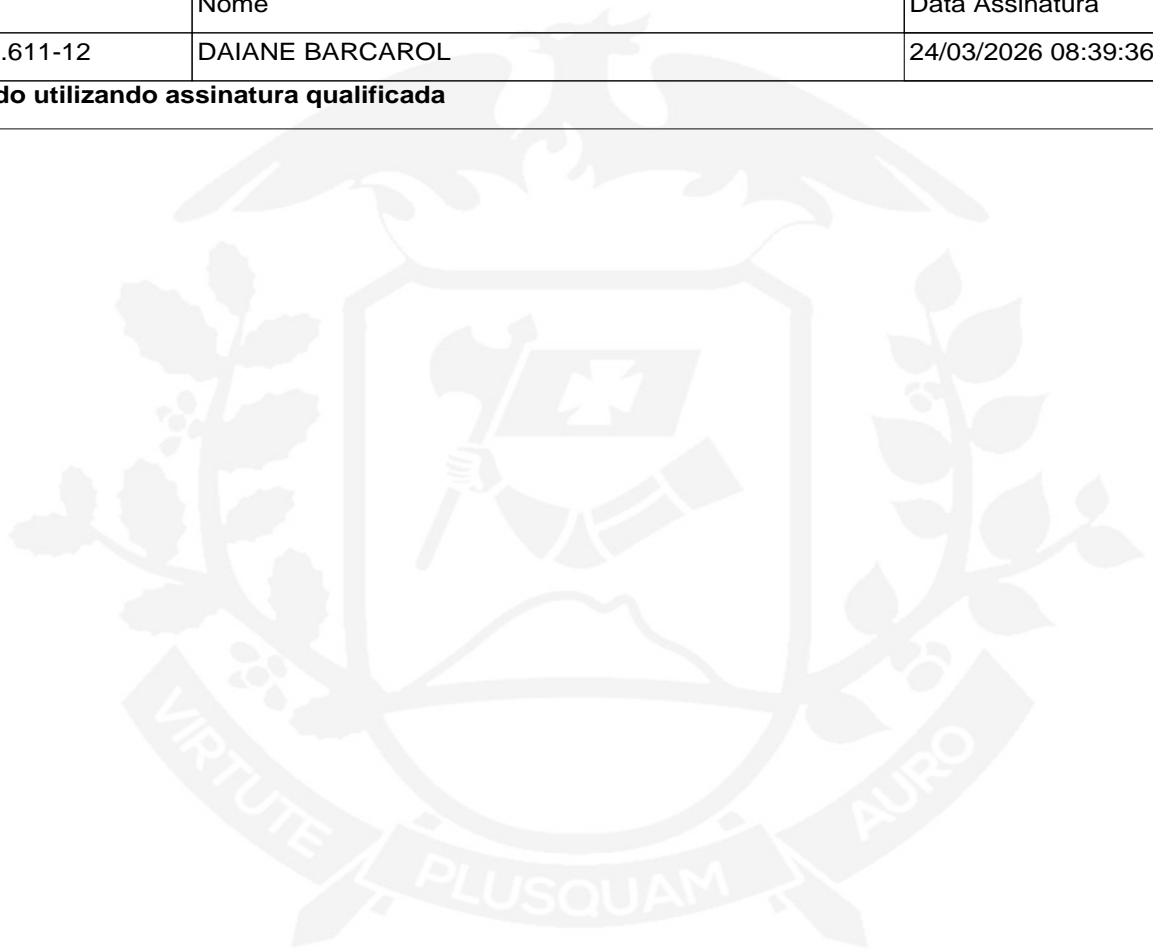 Nome Data Assinatura
.611-12 DAIANE BARCAROL 24/03/2026 08:39:36
do utilizando assinatura qualificada
VIRTUTE PLUSQUAM AURO